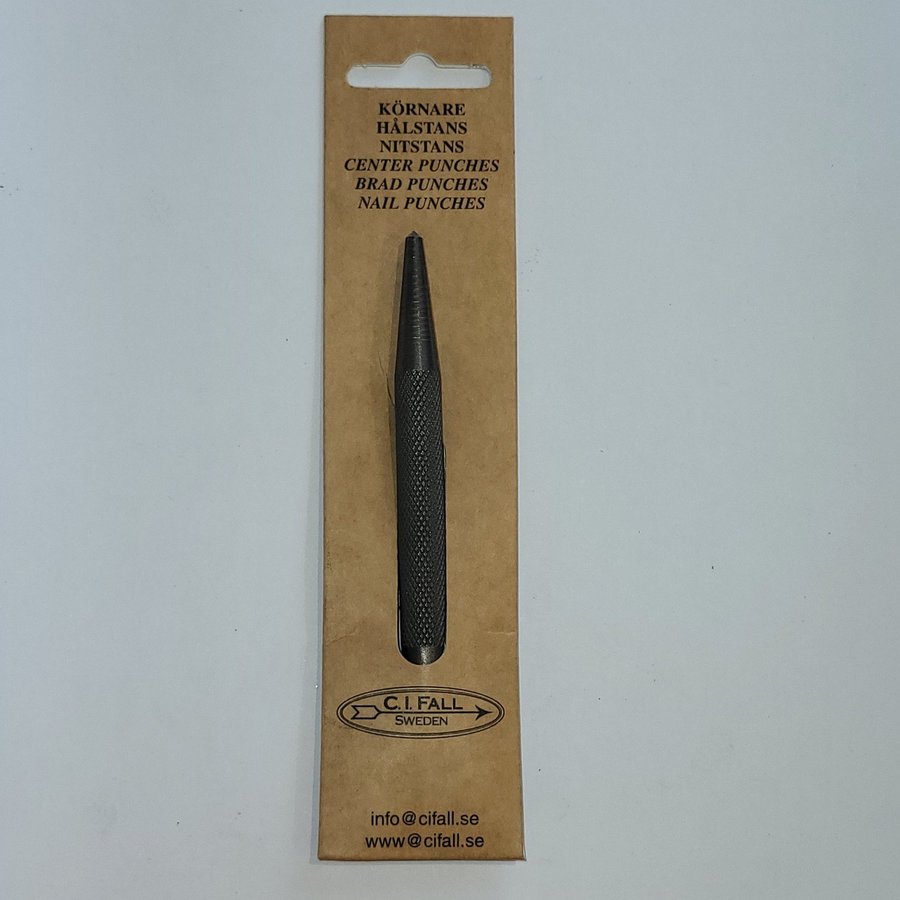 KÖRNARE
HÅLSTANS
NITSTANS
CENTER PUNCHES
BRAD PUNCHES
NAIL PUNCHES
C.I. FALL
SWEDEN
info@cifall.se
www@cifall.se